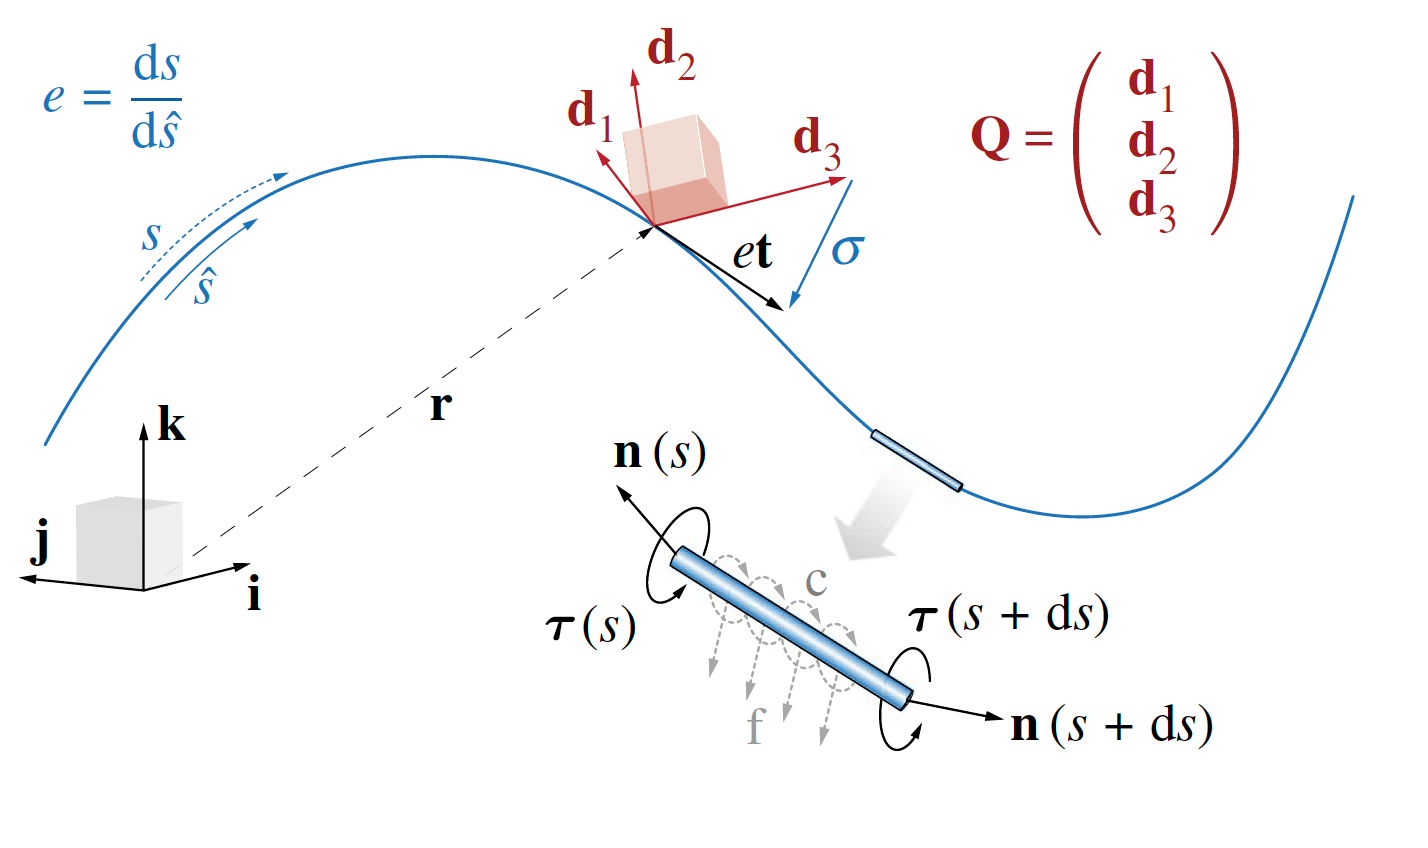 e = ds/dŝ
s
ŝ
d₁
d₂
d₃
Q = ( d₁
d₂
d₃ )
et
σ
r
k
j
i
n (s)
τ (s)
c
f
τ (s + ds)
n (s + ds)